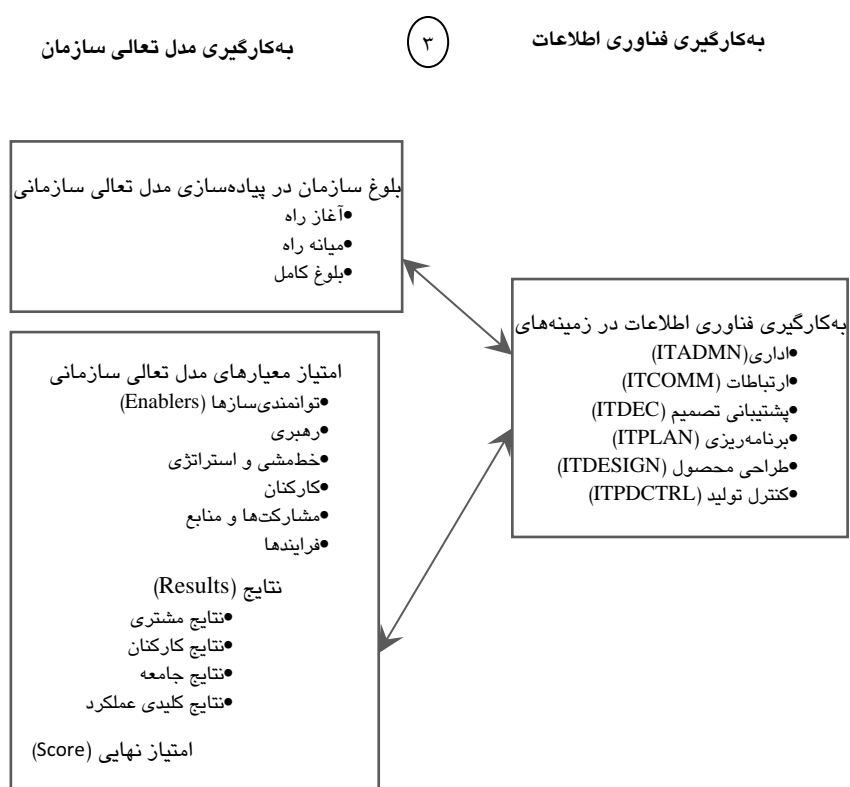 به‌کارگیری فناوری اطلاعات
۳
به‌کارگیری مدل تعالی سازمان
به‌کارگیری فناوری اطلاعات در زمینه‌های
•اداری(ITADMN)
•ارتباطات (ITCOMM)
•پشتیبانی تصمیم (ITDEC)
•برنامه‌ریزی (ITPLAN)
•طراحی محصول (ITDESIGN)
•کنترل تولید (ITPDCTRL)
بلوغ سازمان در پیاده‌سازی مدل تعالی سازمانی
•آغاز راه
•میانه راه
•بلوغ کامل
امتیاز معیارهای مدل تعالی سازمانی
•توانمندی‌سازها (Enablers)
•رهبری
•خط‌مشی و استراتژی
•کارکنان
•مشارکت‌ها و منابع
•فرایندها
نتایج (Results)
•نتایج مشتری
•نتایج کارکنان
•نتایج جامعه
•نتایج کلیدی عملکرد
امتیاز نهایی (Score)